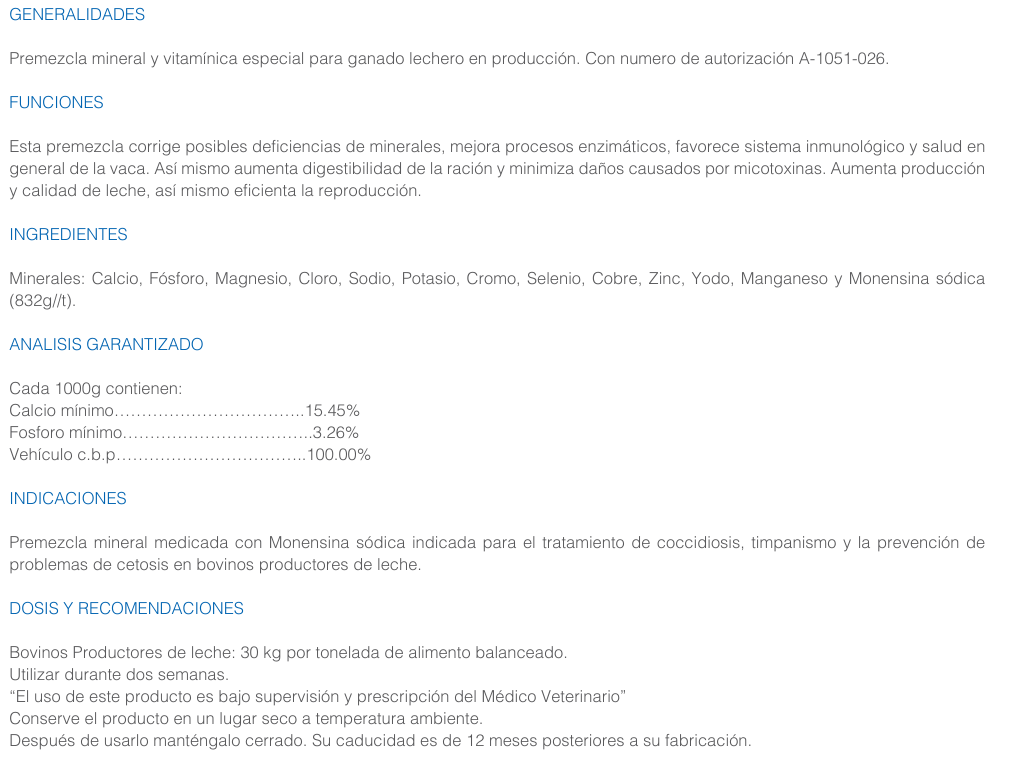 GENERALIDADES
Premezcla mineral y vitamínica especial para ganado lechero en producción. Con numero de autorización A-1051-026.
FUNCIONES
Esta premezcla corrige posibles deficiencias de minerales, mejora procesos enzimáticos, favorece sistema inmunológico y salud en
general de la vaca. Así mismo aumenta digestibilidad de la ración y minimiza daños causados por micotoxinas. Aumenta producción
y calidad de leche, así mismo eficienta la reproducción.
INGREDIENTES
Minerales: Calcio, Fósforo, Magnesio, Cloro, Sodio, Potasio, Cromo, Selenio, Cobre, Zinc, Yodo, Manganeso y Monensina sódica
(832g//t).
ANALISIS GARANTIZADO
Cada 1000g contienen:
Calcio mínimo……………………………..15.45%
Fosforo mínimo……………………………..3.26%
Vehículo c.b.p……………………………..100.00%
INDICACIONES
Premezcla mineral medicada con Monensina sódica indicada para el tratamiento de coccidiosis, timpanismo y la prevención de
problemas de cetosis en bovinos productores de leche.
DOSIS Y RECOMENDACIONES
Bovinos Productores de leche: 30 kg por tonelada de alimento balanceado.
Utilizar durante dos semanas.
“El uso de este producto es bajo supervisión y prescripción del Médico Veterinario”
Conserve el producto en un lugar seco a temperatura ambiente.
Después de usarlo manténgalo cerrado. Su caducidad es de 12 meses posteriores a su fabricación.